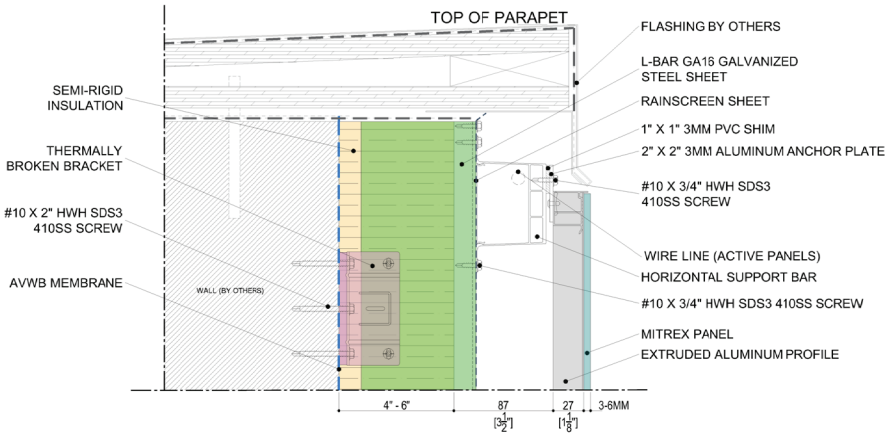 TOP OF PARAPET
SEMI-RIGID
INSULATION
THERMALLY
BROKEN BRACKET
#10 X 2" HWH SDS3
410SS SCREW
AVWB MEMBRANE
WALL (BY OTHERS)
FLASHING BY OTHERS
L-BAR GA16 GALVANIZED
STEEL SHEET
RAINSCREEN SHEET
1" X 1" 3MM PVC SHIM
2" X 2" 3MM ALUMINUM ANCHOR PLATE
#10 X 3/4" HWH SDS3
410SS SCREW
WIRE LINE (ACTIVE PANELS)
HORIZONTAL SUPPORT BAR
#10 X 3/4" HWH SDS3 410SS SCREW
MITREX PANEL
EXTRUDED ALUMINUM PROFILE
4" - 6" 87 27 3-6MM
[3 1/2"] [1 1/8"]